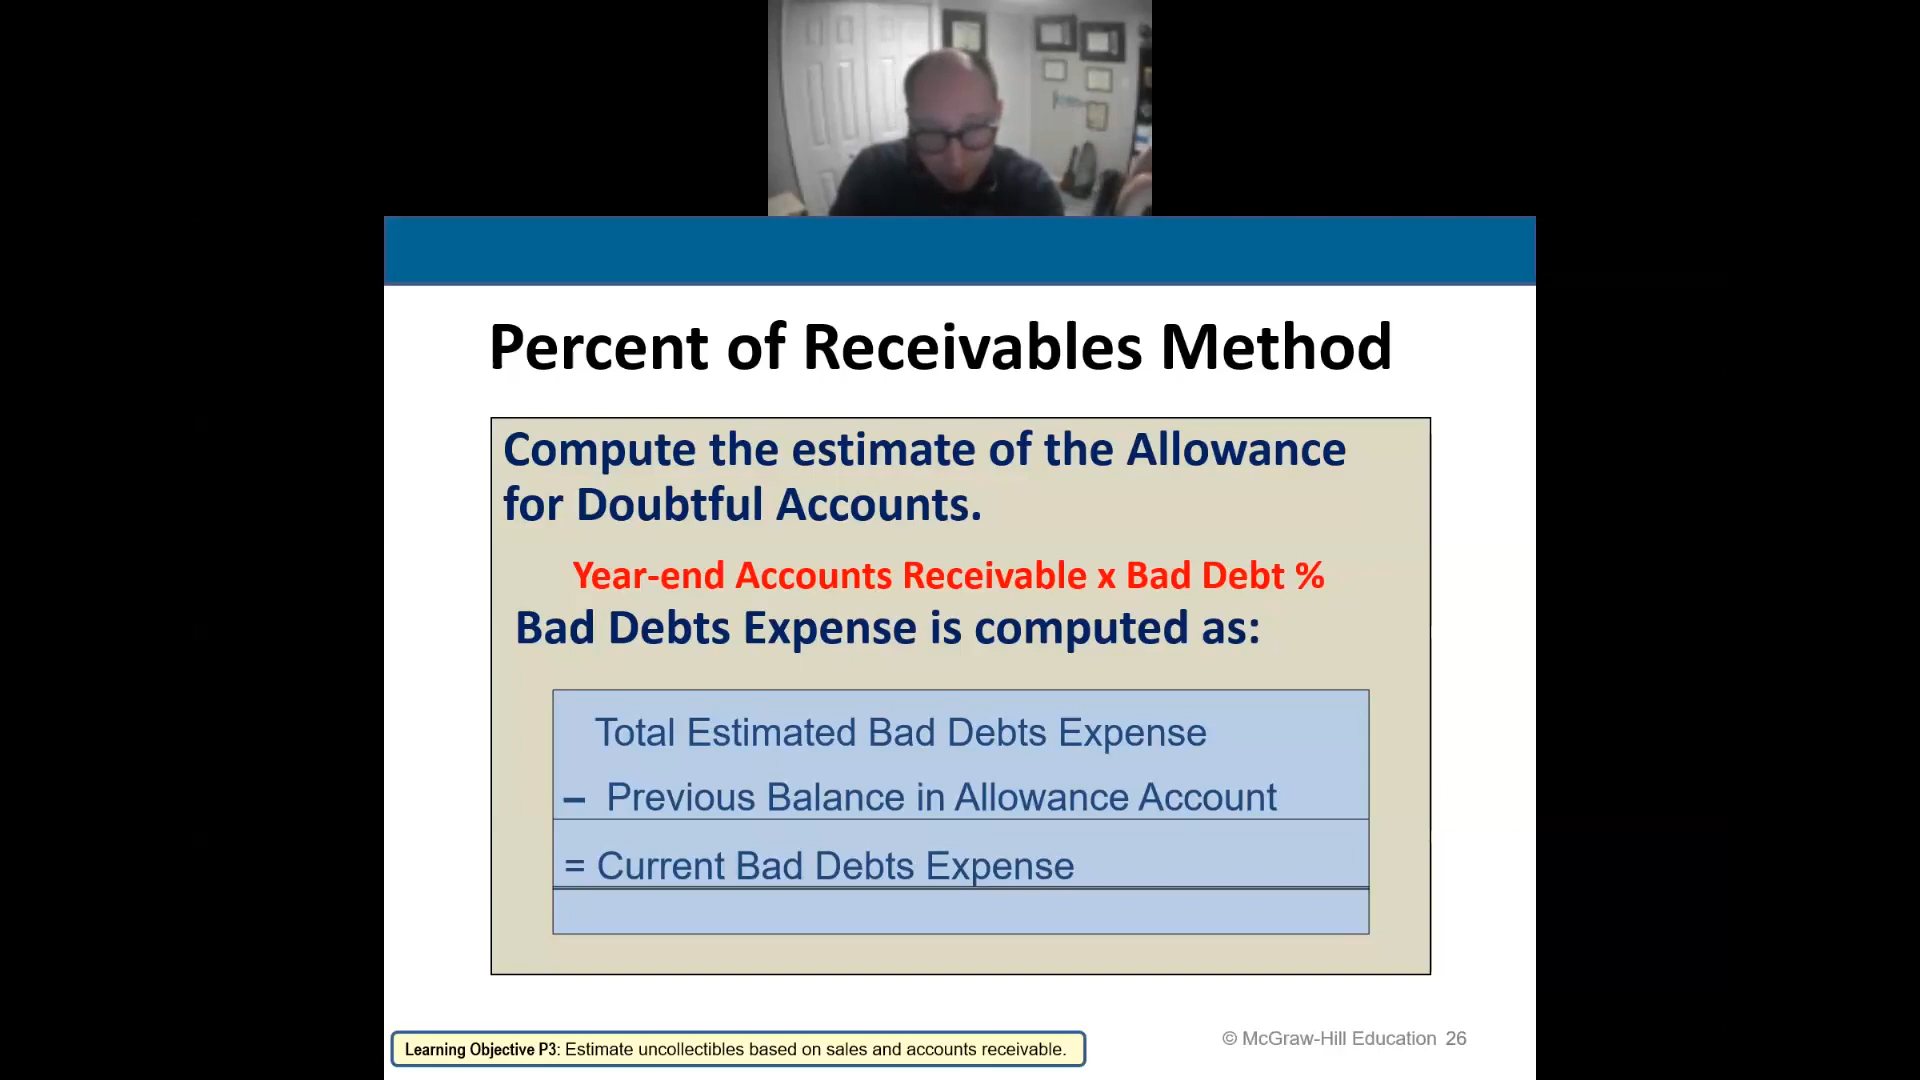 Percent of Receivables Method
Compute the estimate of the Allowance
for Doubtful Accounts.
Year-end Accounts Receivable x Bad Debt %
Bad Debts Expense is computed as:
Total Estimated Bad Debts Expense
– Previous Balance in Allowance Account
= Current Bad Debts Expense
Learning Objective P3: Estimate uncollectibles based on sales and accounts receivable.
© McGraw-Hill Education 26